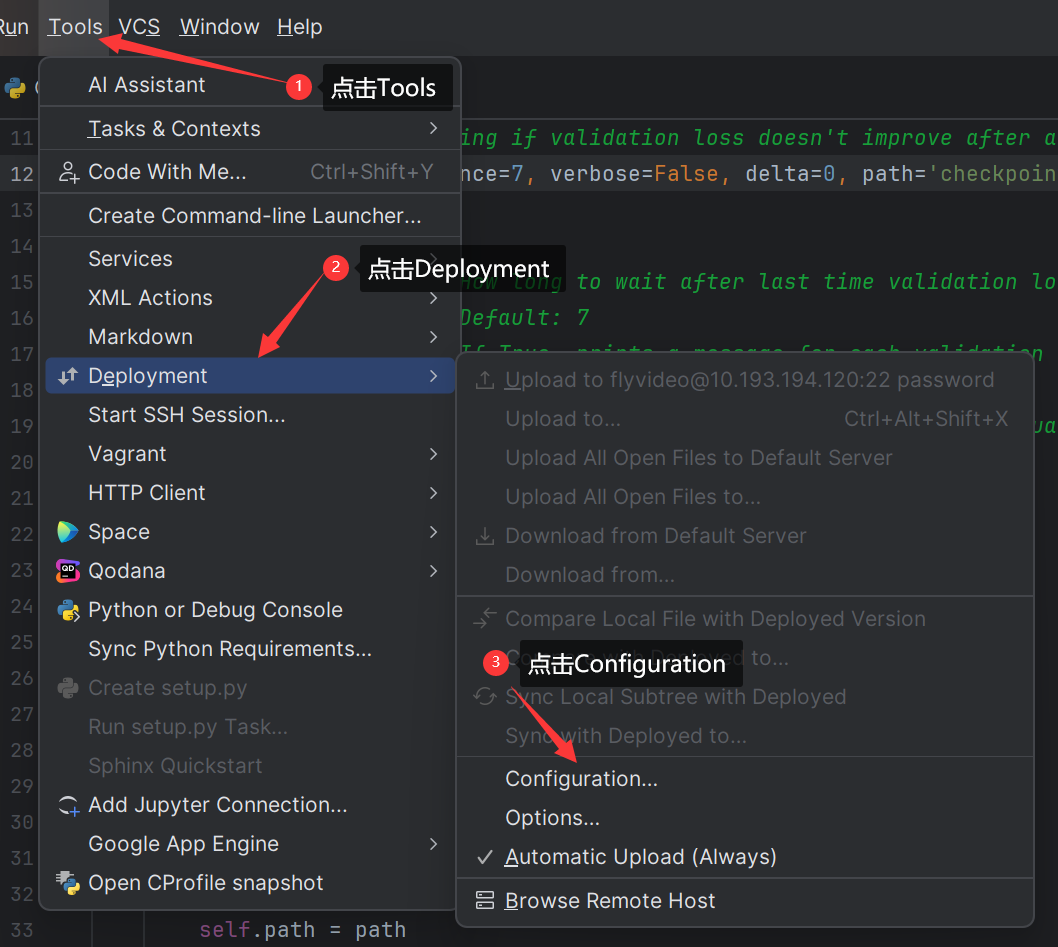 Run Tools VCS Window Help
AI Assistant
1 点击Tools
Tasks & Contexts
Code With Me... Ctrl+Shift+Y
Create Command-line Launcher...
Services
2 点击Deployment
XML Actions
Markdown
Deployment
Start SSH Session...
Vagrant
HTTP Client
Space
Qodana
Python or Debug Console
Sync Python Requirements...
Create setup.py
Run setup.py Task...
Sphinx Quickstart
Add Jupyter Connection...
Google App Engine
Open CProfile snapshot
Upload to flyvideo@10.193.194.120:22 password
Upload to... Ctrl+Alt+Shift+X
Upload All Open Files to Default Server
Upload All Open Files to...
Download from Default Server
Download from...
Compare Local File with Deployed Version
to...
3 点击Configuration
Sync Local Subtree with Deployed
Sync with Deployed to...
Configuration...
Options...
Automatic Upload (Always)
Browse Remote Host
11 ing if validation loss doesn't improve after a
12 nce=7, verbose=False, delta=0, path='checkpoin
13
14
15 How long to wait after last time validation lo
16 Default: 7
17 If True, prints a message for each validation
18
19 ua
20
21
22
23
24
25
26
27
28
29
30
31
32
33 self.path = path